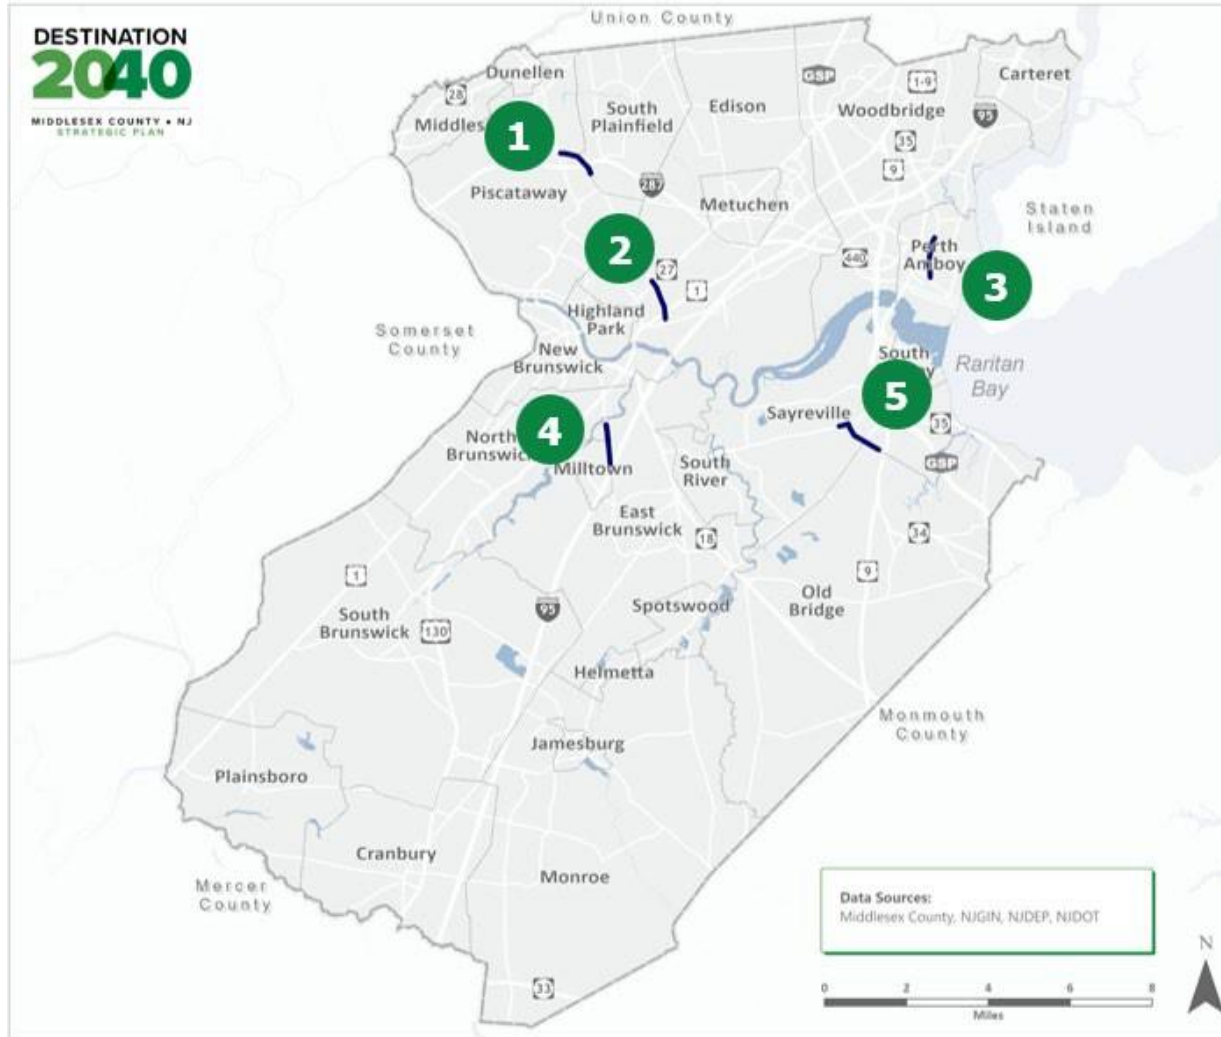 Union County
DESTINATION
2040
MIDDLESEX COUNTY • NJ
STRATEGIC PLAN
Dunellen
28
Middles
1
South
Plainfield
Edison
GSP
1-9
Woodbridge
Carteret
95
35
9
Piscataway
287
Metuchen
Staten
Island
2
27
1
440
Perth
Amboy
3
Highland
Park
Somerset
County
New
Brunswick
South
Raritan
Bay
5
Sayreville
35
4
North
Milltown
South
River
GSP
East
Brunswick
18
34
1
9
South
Brunswick
130
95
Spotswood
Old
Bridge
Helmetta
Monmouth
County
Jamesburg
Plainsboro
Cranbury
Monroe
Mercer
County
Data Sources:
Middlesex County, NJGIN, NJDEP, NJDOT
33
0 2 4 6 8
Miles
N